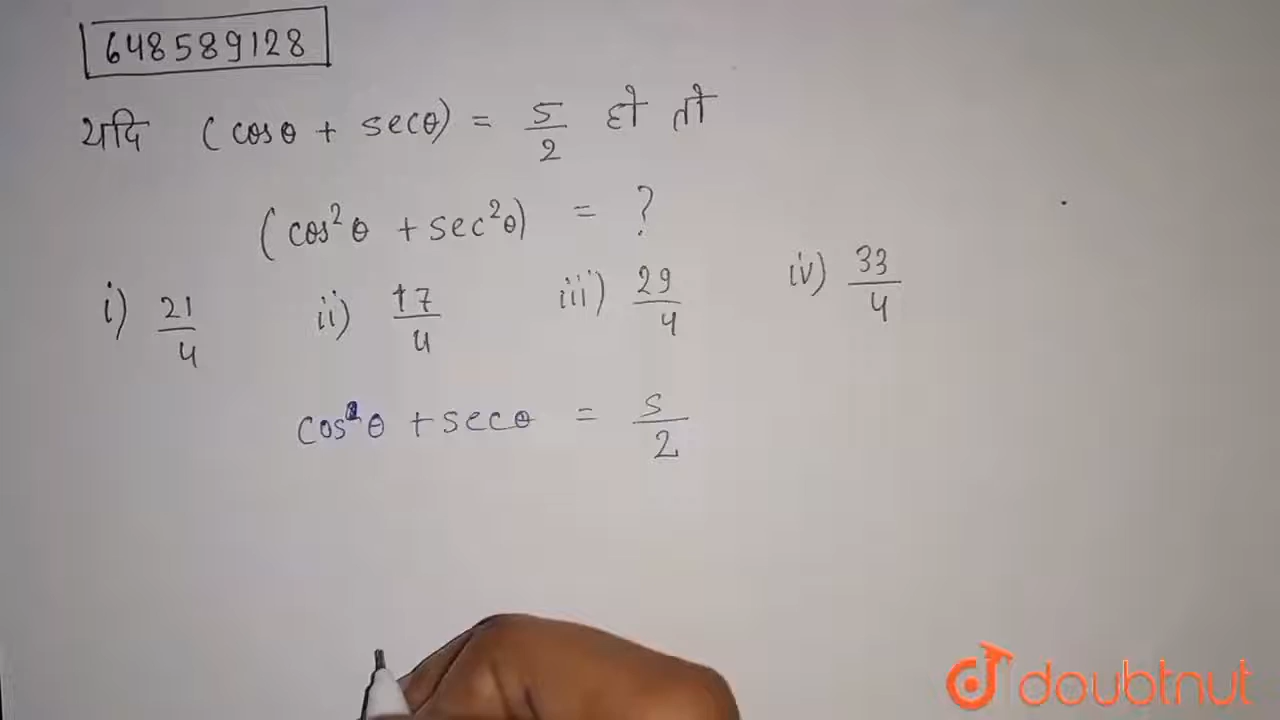 648589128
यदि (cosθ + secθ) = 5/2 हो तो
(cos²θ + sec²θ) = ?
i) 21/4 ii) 17/4 iii) 29/4 iv) 33/4
cosθ + secθ = 5/2
doubtnut